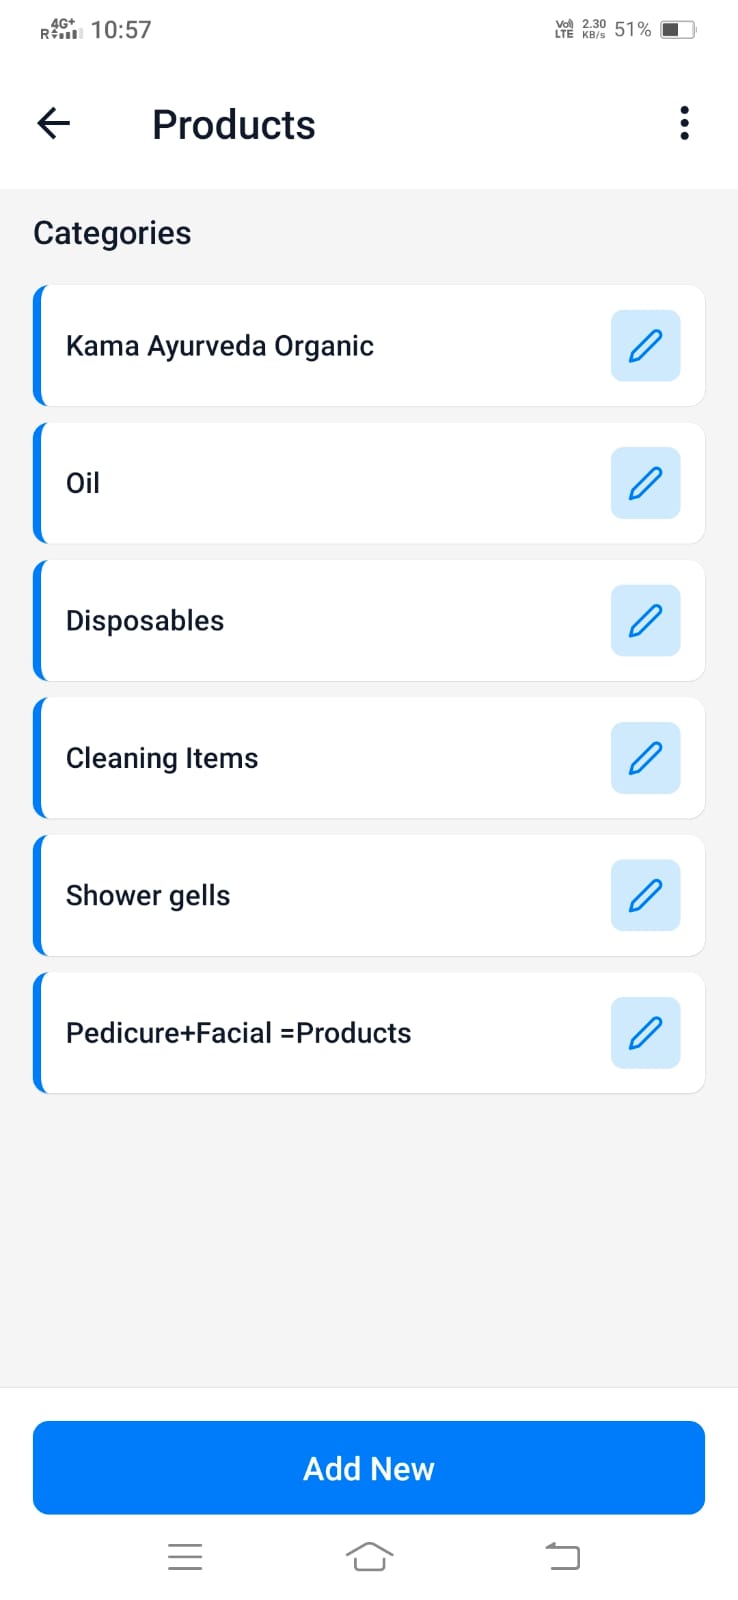 4G+
R 10:57
Vo) 2.30
LTE KB/s 51%
Products
Categories
Kama Ayurveda Organic
Oil
Disposables
Cleaning Items
Shower gells
Pedicure+Facial =Products
Add New